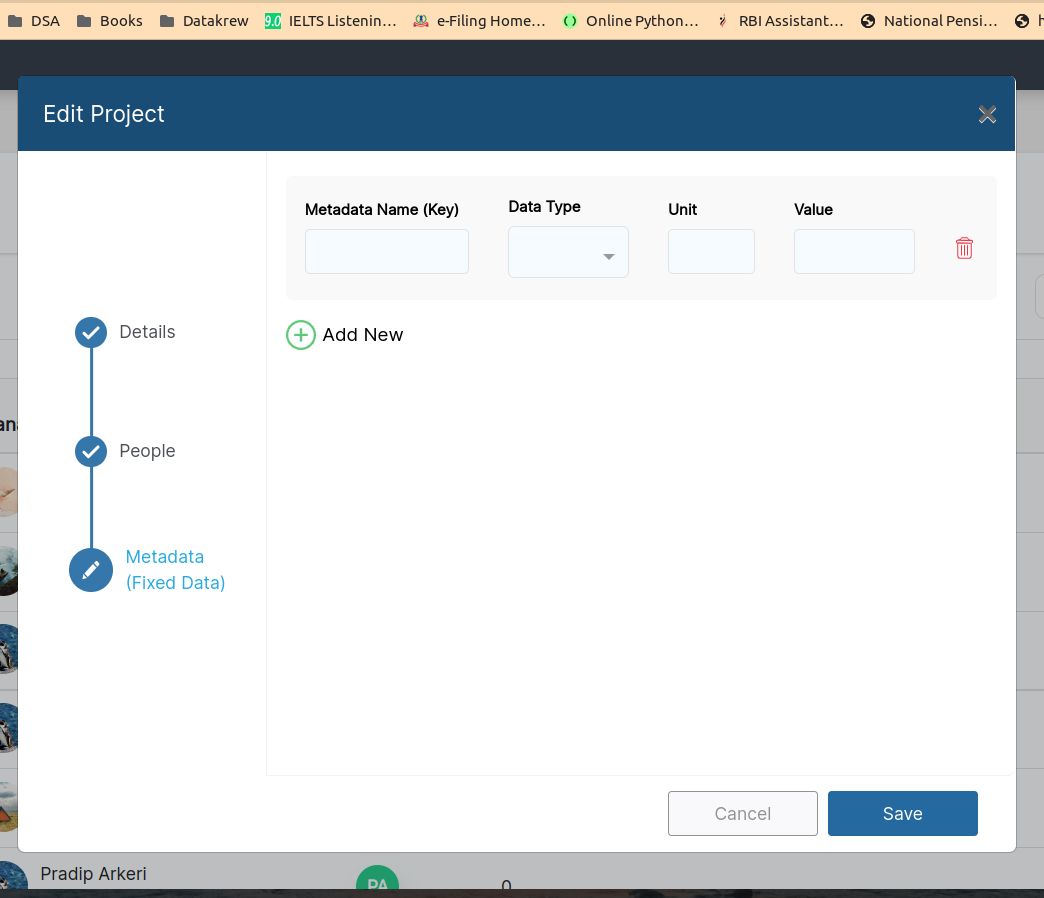 DSA Books Datakrew 9.0 IELTS Listenin... e-Filing Home... Online Python... RBI Assistant... National Pensi...
Edit Project
Metadata Name (Key) Data Type Unit Value
Details
Add New
People
Metadata
(Fixed Data)
Cancel Save
Pradip Arkeri PA 0